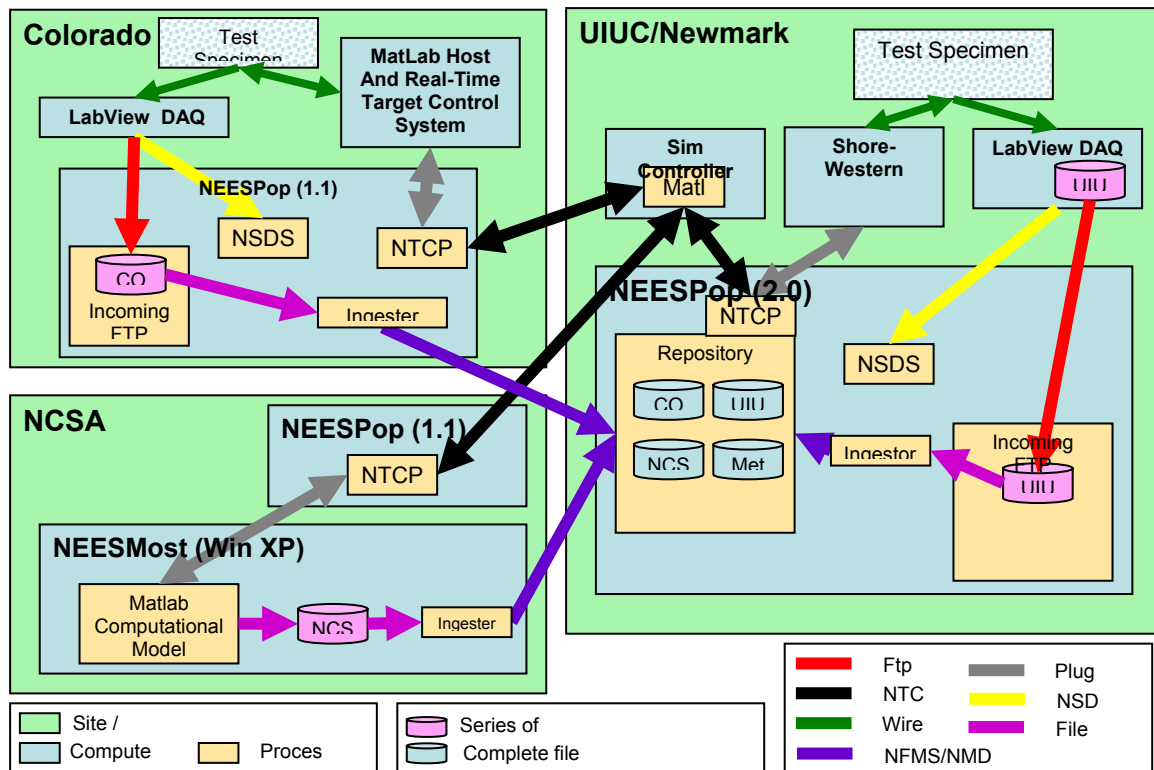 Colorado
Test
Specimen
MatLab Host
And Real-Time
Target Control
System
LabView DAQ
NEESPop (1.1)
NSDS
NTCP
CO
Incoming
FTP
Ingester
UIUC/Newmark
Test Specimen
Sim
Controller
Matl
Shore-
Western
LabView DAQ
UIU
NEESPop (2.0)
NTCP
Repository
CO
UIU
NCS
Met
NSDS
Ingestor
Incoming
FTP
UIU
NCSA
NEESPop (1.1)
NTCP
NEESMost (Win XP)
Matlab
Computational
Model
NCS
Ingester
Site /
Compute
Proces
Series of
Complete file
Ftp
NTC
Wire
NFMS/NMD
Plug
NSD
File